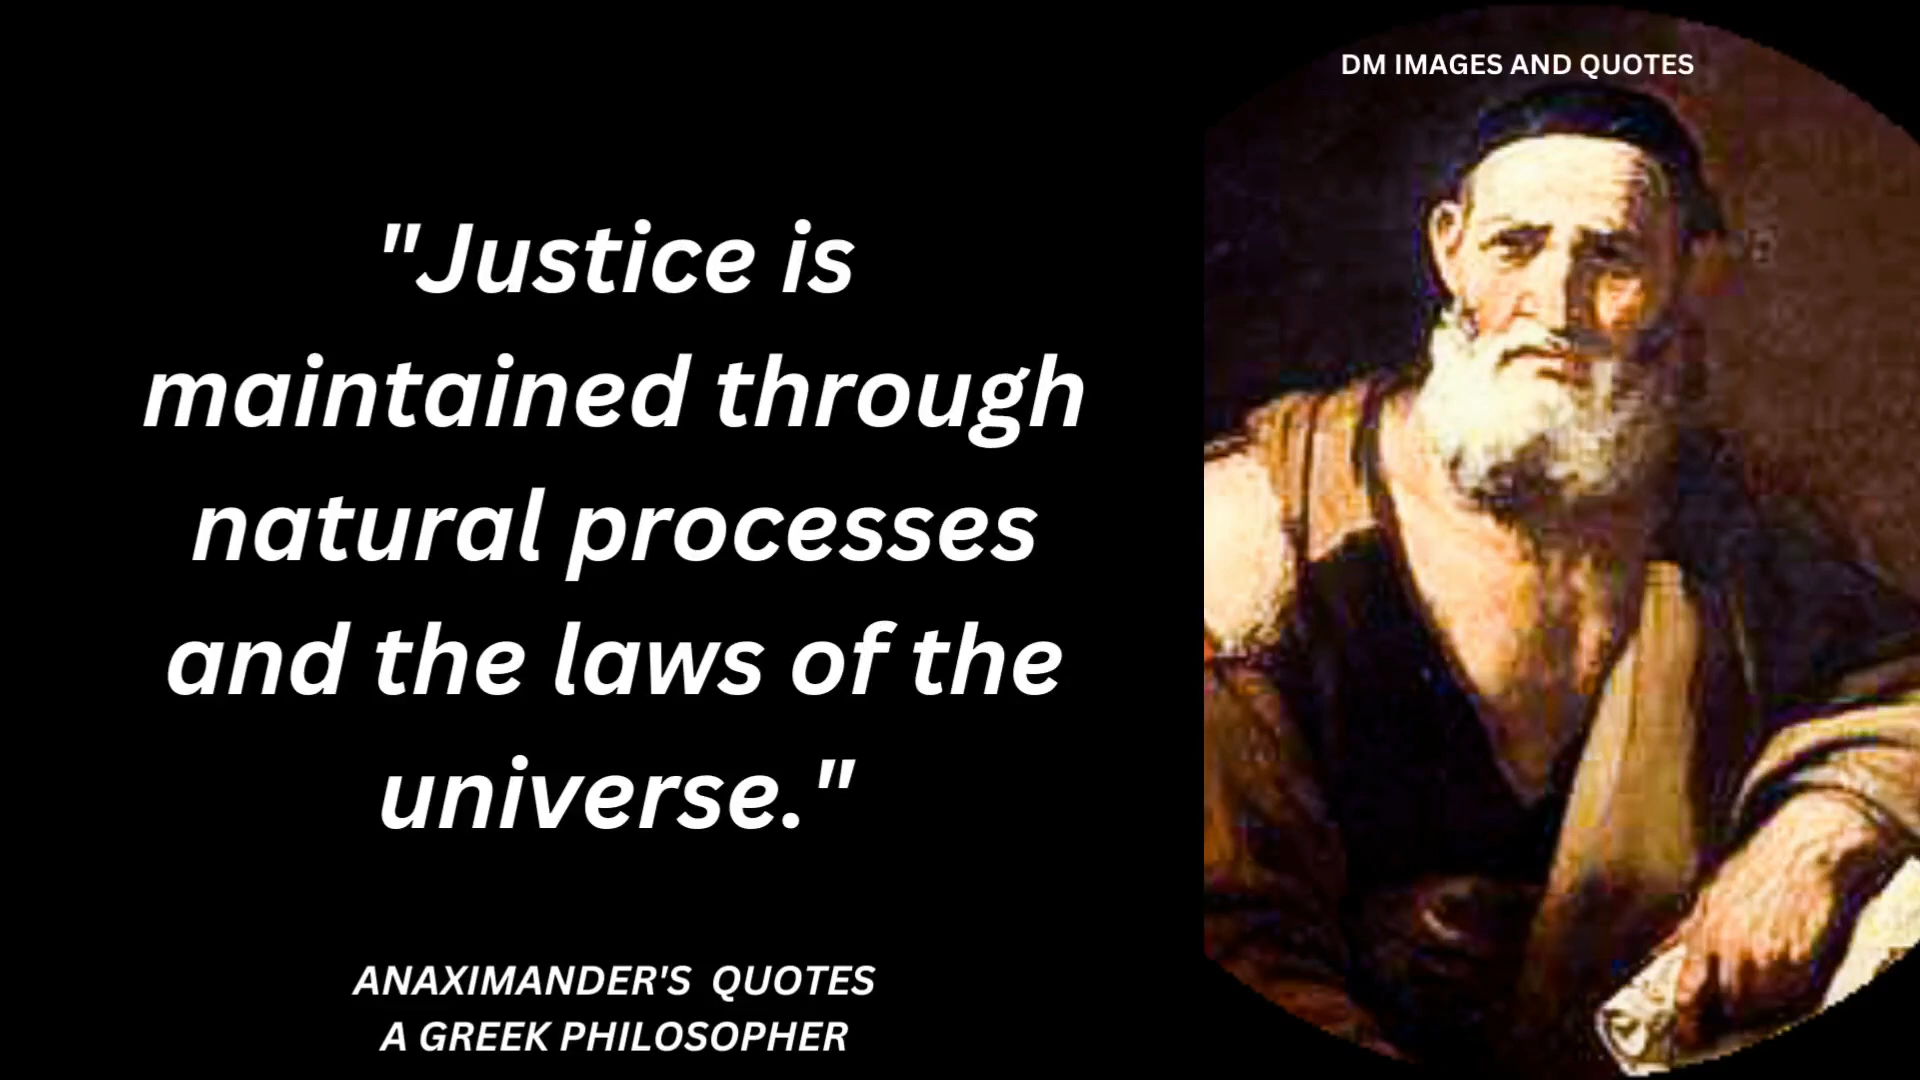 DM IMAGES AND QUOTES
"Justice is
maintained through
natural processes
and the laws of the
universe."
ANAXIMANDER'S QUOTES
A GREEK PHILOSOPHER